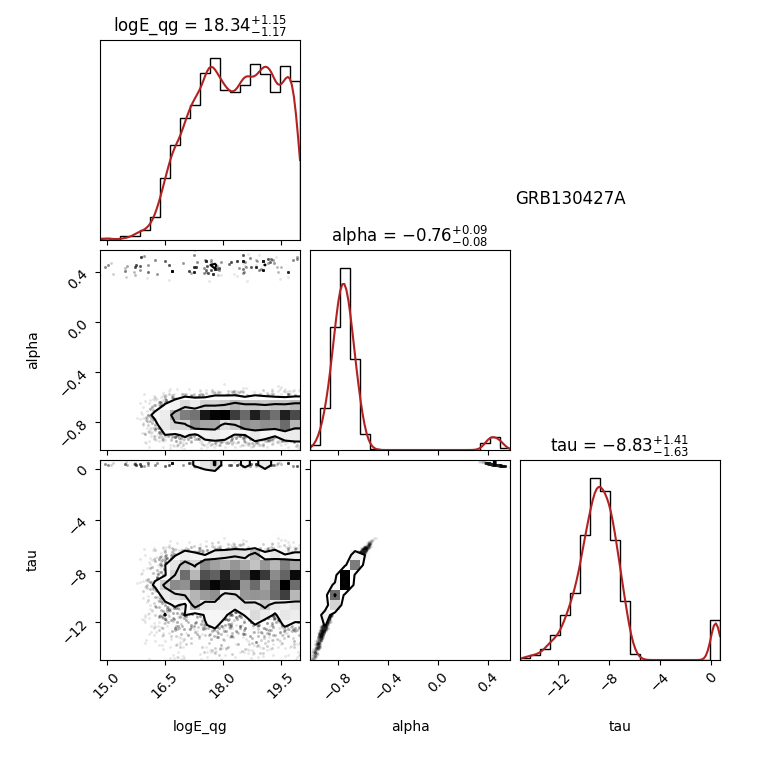 logE_qg = 18.34+1.15−1.17
GRB130427A
alpha = −0.76+0.09−0.08
0.4
0.0
−0.4
−0.8
alpha
tau = −8.83+1.41−1.63
0
−4
−8
−12
tau
15.0 16.5 18.0 19.5 −0.8 −0.4 0.0 0.4 −12 −8 −4 0
logE_qg alpha tau